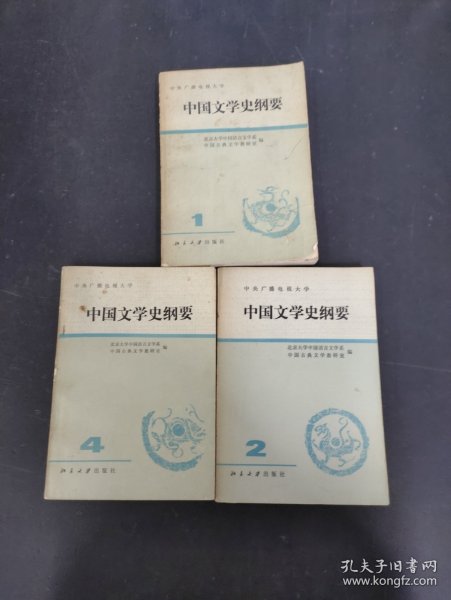 中央广播电视大学
中国文学史纲要
北京大学中国语言文学系
中国古典文学教研室
编
1
北京大学出版社
中央广播电视大学
中国文学史纲要
北京大学中国语言文学系
中国古典文学教研室
编
4
北京大学出版社
中央广播电视大学
中国文学史纲要
北京大学中国语言文学系
中国古典文学教研室
编
2
北京大学出版社
孔夫子旧书网
www.kongfz.com